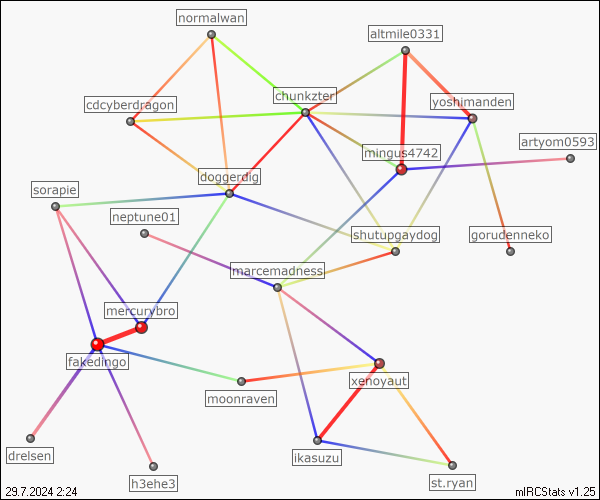 normalwan
altmile0331
chunkzter
yoshimanden
cdcyberdragon
artyom0593
mingus4742
doggerdig
sorapie
neptune01
shutupgaydog
gorudenneko
marcemadness
mercurybro
fakedingo
xenoyaut
moonraven
drelsen
ikasuzu
h3ehe3
st.ryan
29.7.2024 2:24
mIRCStats v1.25